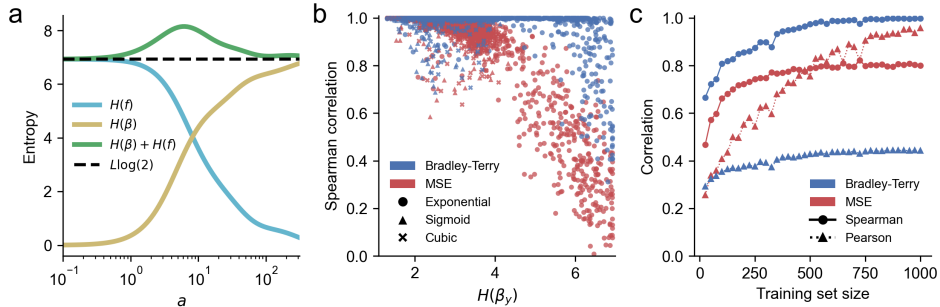 a
8
6
4
2
0
Entropy
H(f)
H(β)
H(β) + H(f)
Llog(2)
10⁻¹ 10⁰ 10¹ 10²
a
b
1.0
0.8
0.6
0.4
0.2
0.0
Spearman correlation
Bradley-Terry
MSE
Exponential
Sigmoid
Cubic
2 4 6
H(βᵧ)
c
1.0
0.8
0.6
0.4
0.2
0.0
Correlation
Bradley-Terry
MSE
Spearman
Pearson
0 250 500 750 1000
Training set size